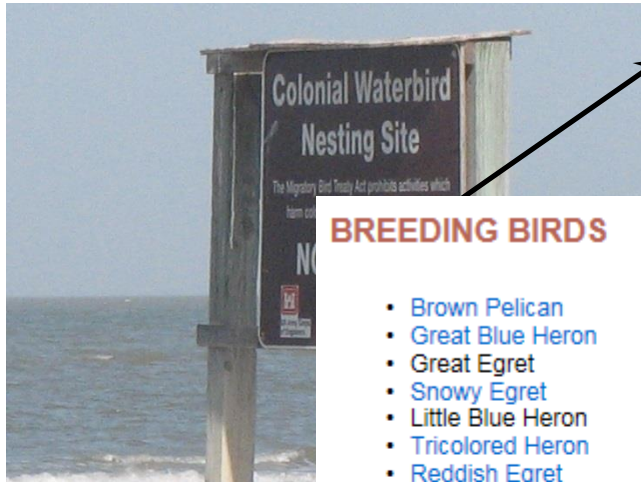 Colonial Waterbird
Nesting Site
The Migratory Bird Treaty Act prohibits activities which
harm
BREEDING BIRDS
• Brown Pelican
• Great Blue Heron
• Great Egret
• Snowy Egret
• Little Blue Heron
• Tricolored Heron
• Reddish Egret